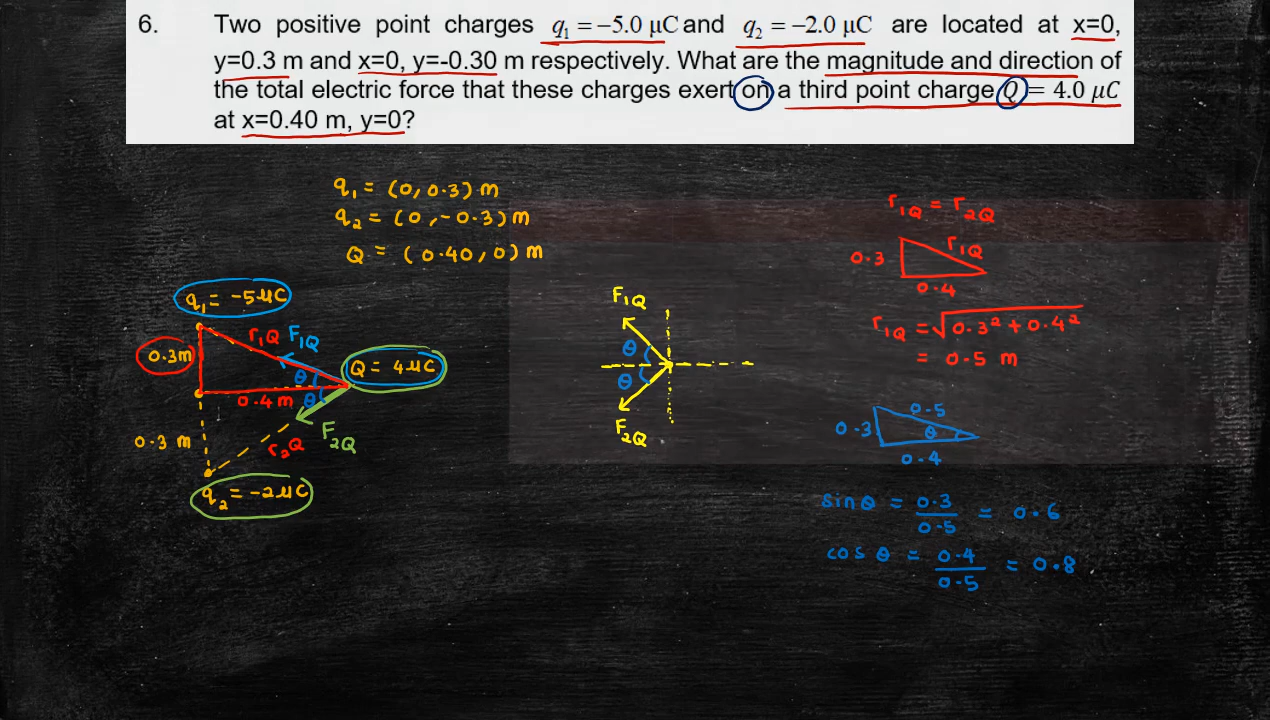 6. Two positive point charges q₁ = −5.0 μC and q₂ = −2.0 μC are located at x=0,
y=0.3 m and x=0, y=-0.30 m respectively. What are the magnitude and direction of
the total electric force that these charges exert on a third point charge Q = 4.0 μC
at x=0.40 m, y=0?
q₁ = (0, 0.3) m
q₂ = (0, -0.3) m
Q = (0.40, 0) m
q₁ = -5μC
0.3m
r₁Q F₁Q
θ
Q = 4μC
0.4 m θ
0.3 m
r₂Q
F₂Q
q₂ = -2μC
F₁Q
θ
θ
F₂Q
r₁Q = r₂Q
0.3
r₁Q
0.4
r₁Q = √0.3² + 0.4²
= 0.5 m
0.5
0.3
θ
0.4
sin θ = 0.3/0.5 = 0.6
cos θ = 0.4/0.5 = 0.8